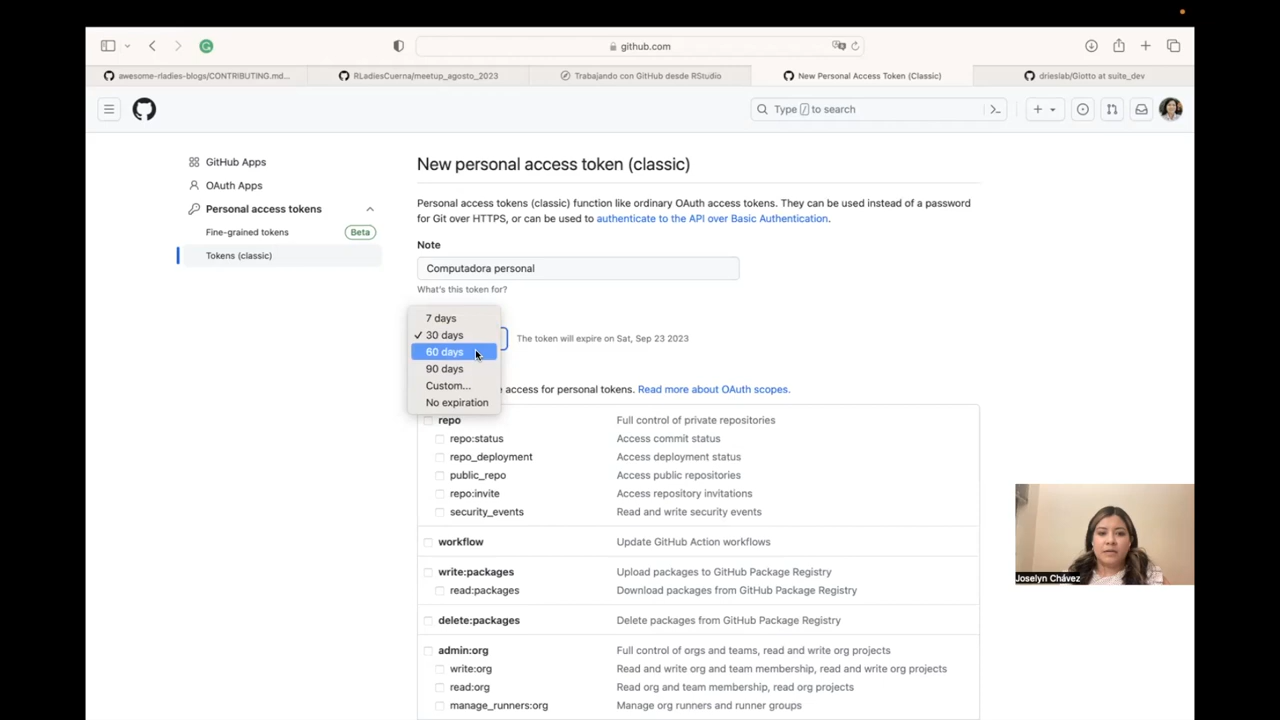 github.com
awesome-rladies-blogs/CONTRIBUTING.md...
RLadiesCuerna/meetup_agosto_2023
Trabajando con GitHub desde RStudio
New Personal Access Token (Classic)
drieslab/Giotto at suite_dev
Type / to search
GitHub Apps
OAuth Apps
Personal access tokens
Fine-grained tokens
Beta
Tokens (classic)
New personal access token (classic)
Personal access tokens (classic) function like ordinary OAuth access tokens. They can be used instead of a password
for Git over HTTPS, or can be used to authenticate to the API over Basic Authentication.
Note
Computadora personal
What's this token for?
7 days
✓ 30 days
60 days
90 days
Custom...
No expiration
The token will expire on Sat, Sep 23 2023
access for personal tokens. Read more about OAuth scopes.
repo Full control of private repositories
repo:status Access commit status
repo_deployment Access deployment status
public_repo Access public repositories
repo:invite Access repository invitations
security_events Read and write security events
workflow Update GitHub Action workflows
write:packages Upload packages to GitHub Package Registry
read:packages Download packages from GitHub Package Registry
delete:packages Delete packages from GitHub Package Registry
admin:org Full control of orgs and teams, read and write org projects
write:org Read and write org and team membership, read and write org projects
read:org Read org and team membership, read org projects
manage_runners:org Manage org runners and runner groups
Joselyn Chávez